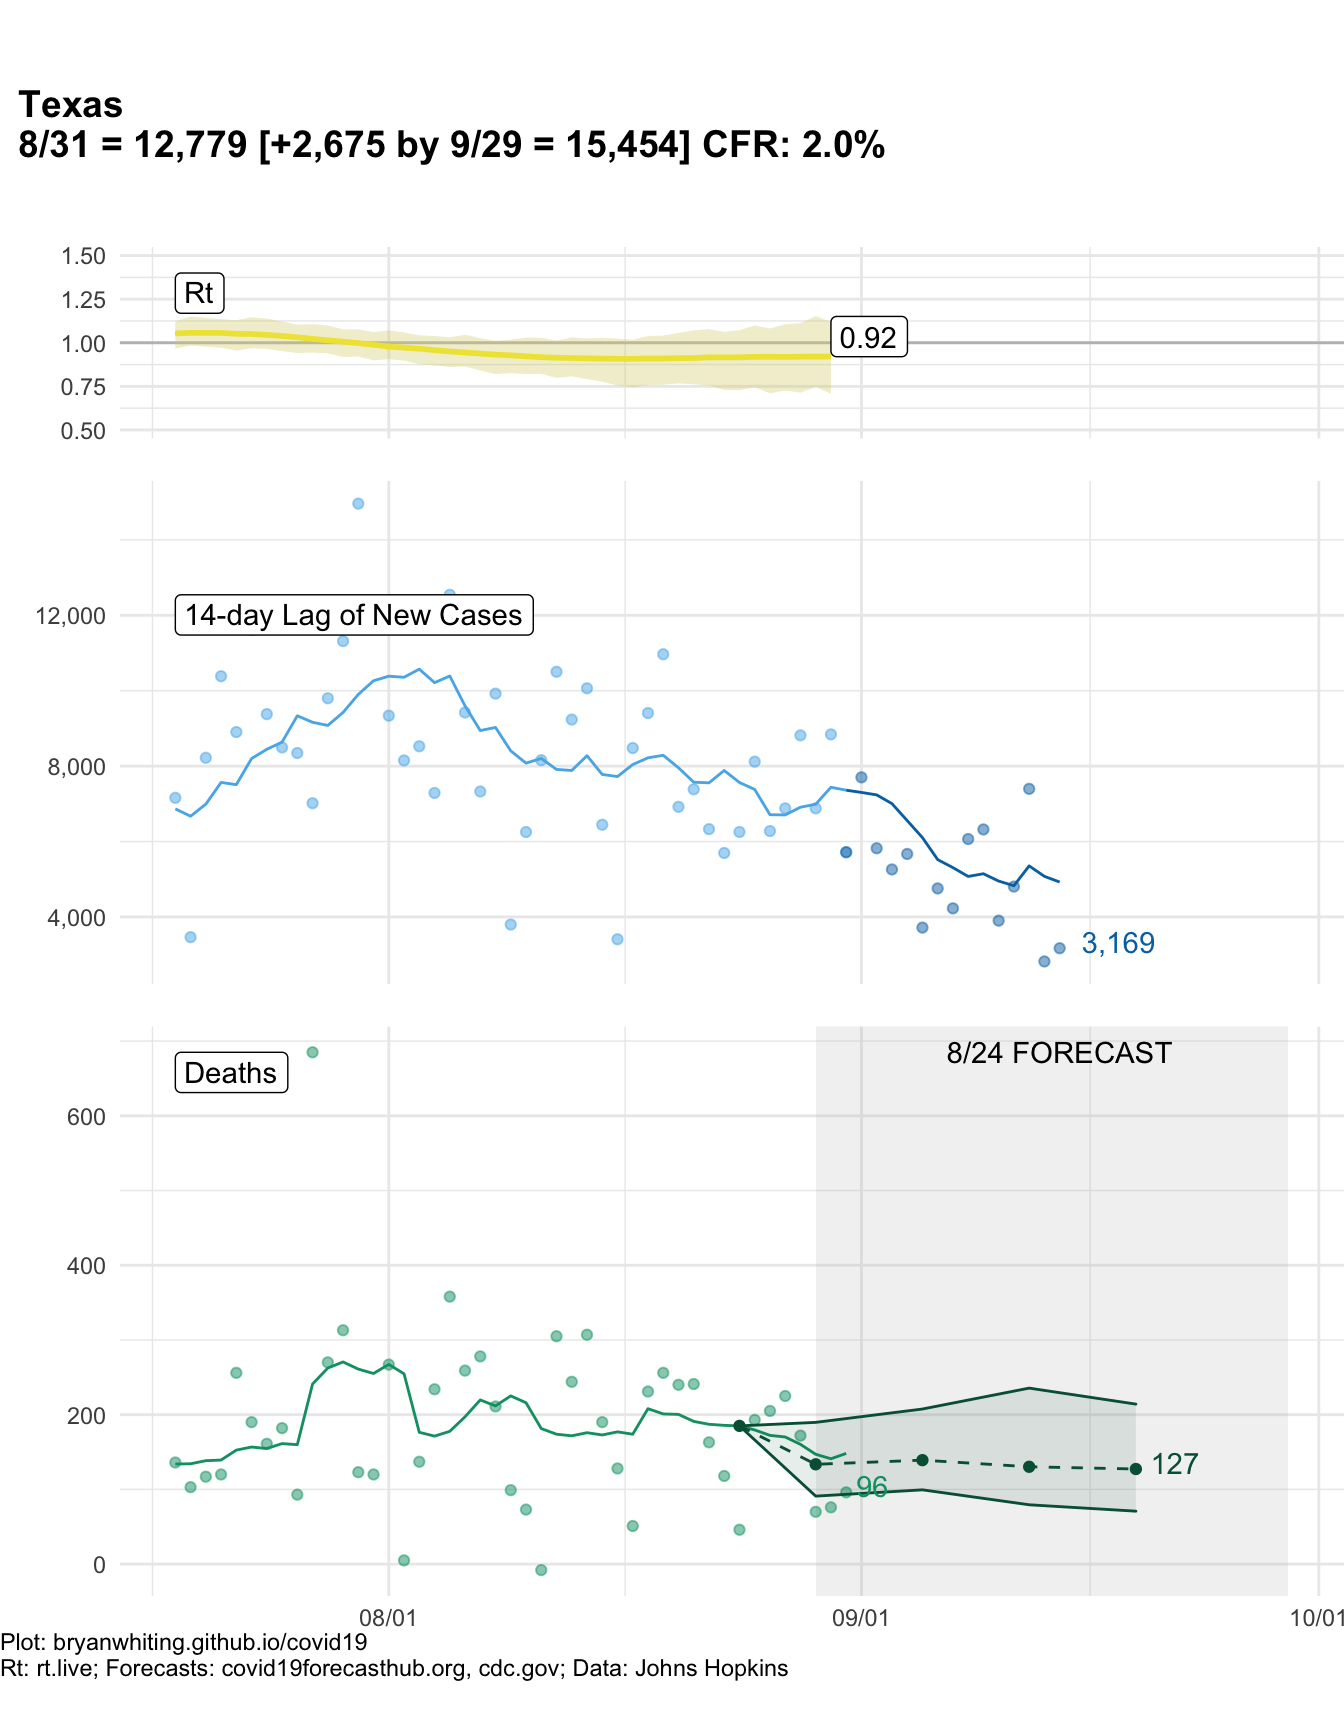 Texas
8/31 = 12,779 [+2,675 by 9/29 = 15,454] CFR: 2.0%
1.50
1.25
1.00
0.75
0.50
Rt
0.92
12,000
8,000
4,000
14-day Lag of New Cases
3,169
600
400
200
0
Deaths
8/24 FORECAST
96
127
08/01
09/01
10/01
Plot: bryanwhiting.github.io/covid19
Rt: rt.live; Forecasts: covid19forecasthub.org, cdc.gov; Data: Johns Hopkins